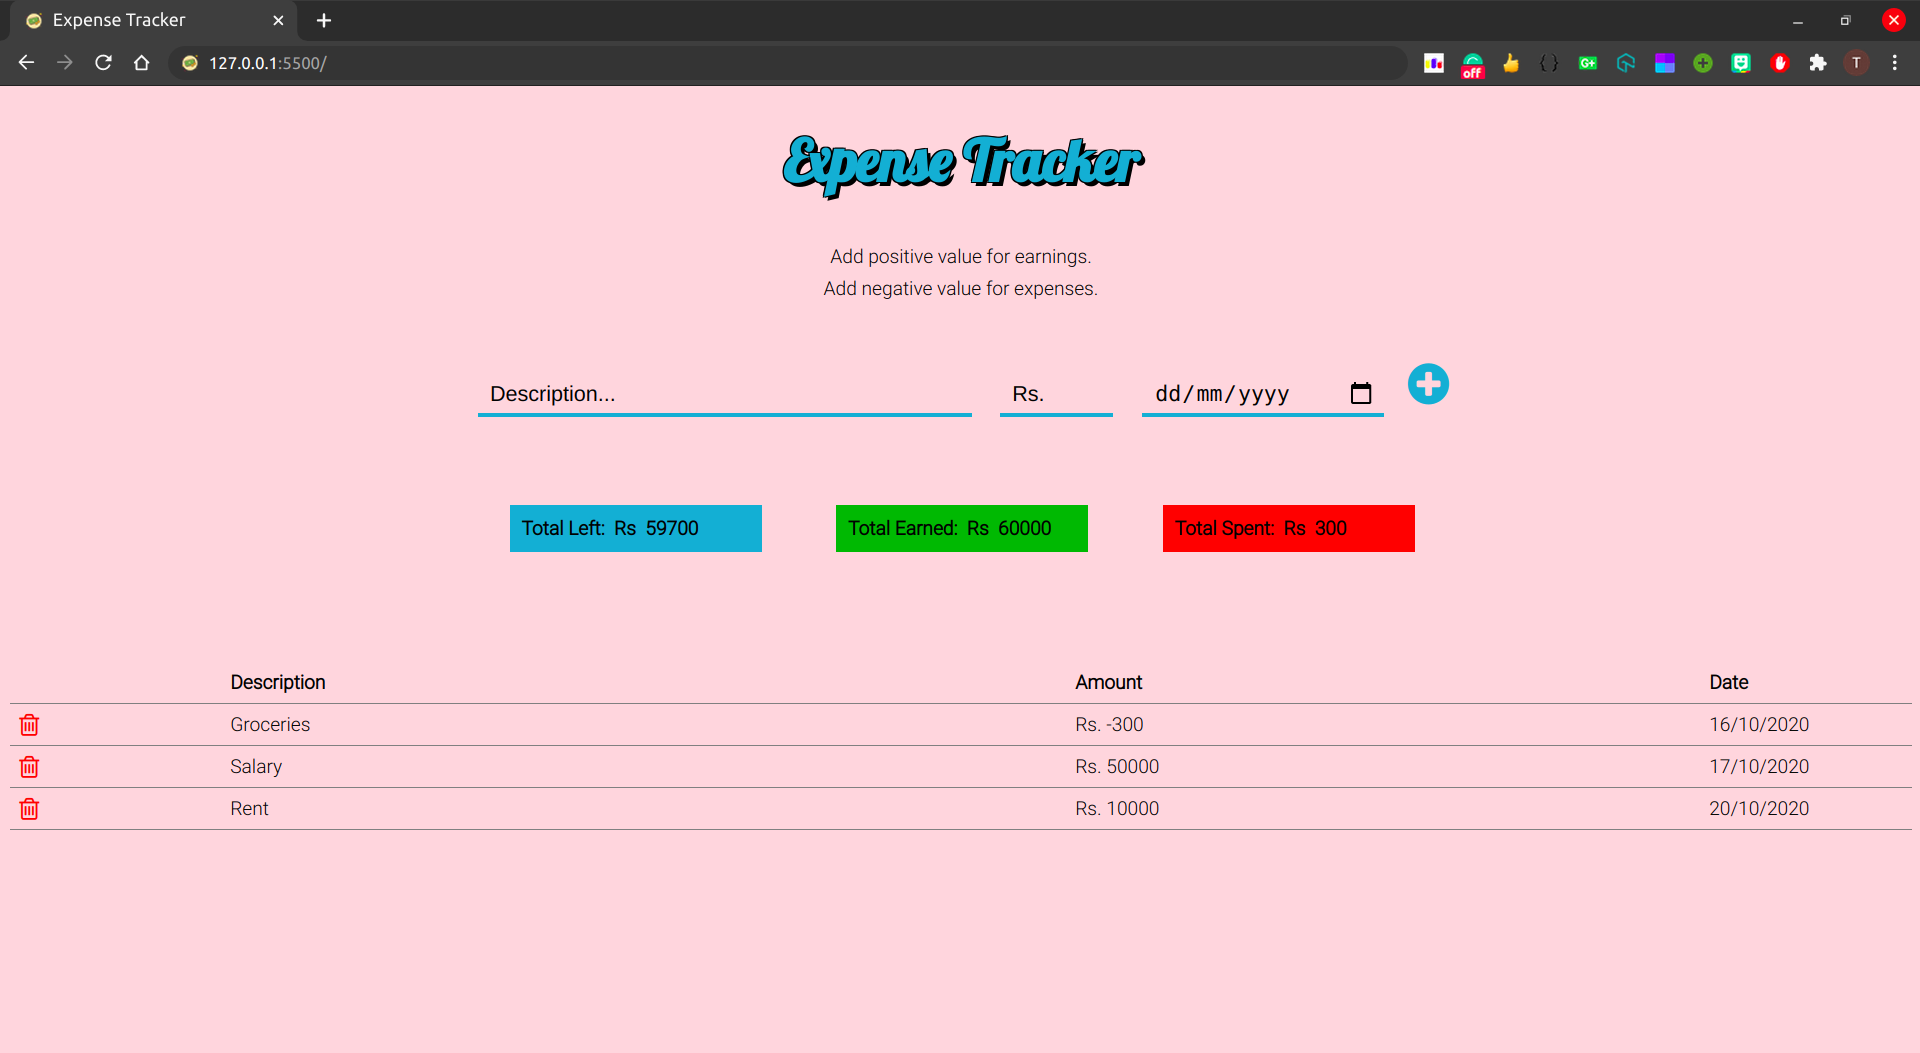 Expense Tracker
127.0.0.1:5500/
off
G+
T
Expense Tracker
Add positive value for earnings.
Add negative value for expenses.
Description... Rs. dd/mm/yyyy
Total Left: Rs 59700 Total Earned: Rs 60000 Total Spent: Rs 300
Description Amount Date
Groceries Rs. -300 16/10/2020
Salary Rs. 50000 17/10/2020
Rent Rs. 10000 20/10/2020